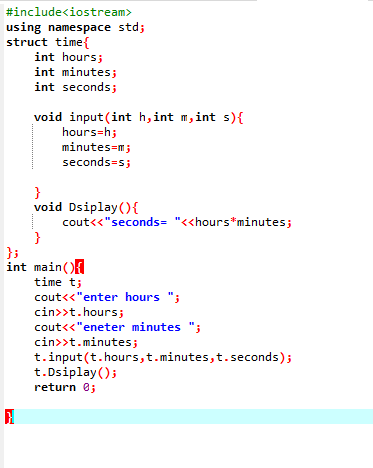 #include<iostream>
using namespace std;
struct time{
int hours;
int minutes;
int seconds;
void input(int h,int m,int s){
hours=h;
minutes=m;
seconds=s;
}
void Dsiplay(){
cout<<"seconds= "<<hours*minutes;
}
};
int main(){
time t;
cout<<"enter hours ";
cin>>t.hours;
cout<<"eneter minutes ";
cin>>t.minutes;
t.input(t.hours,t.minutes,t.seconds);
t.Dsiplay();
return 0;
}